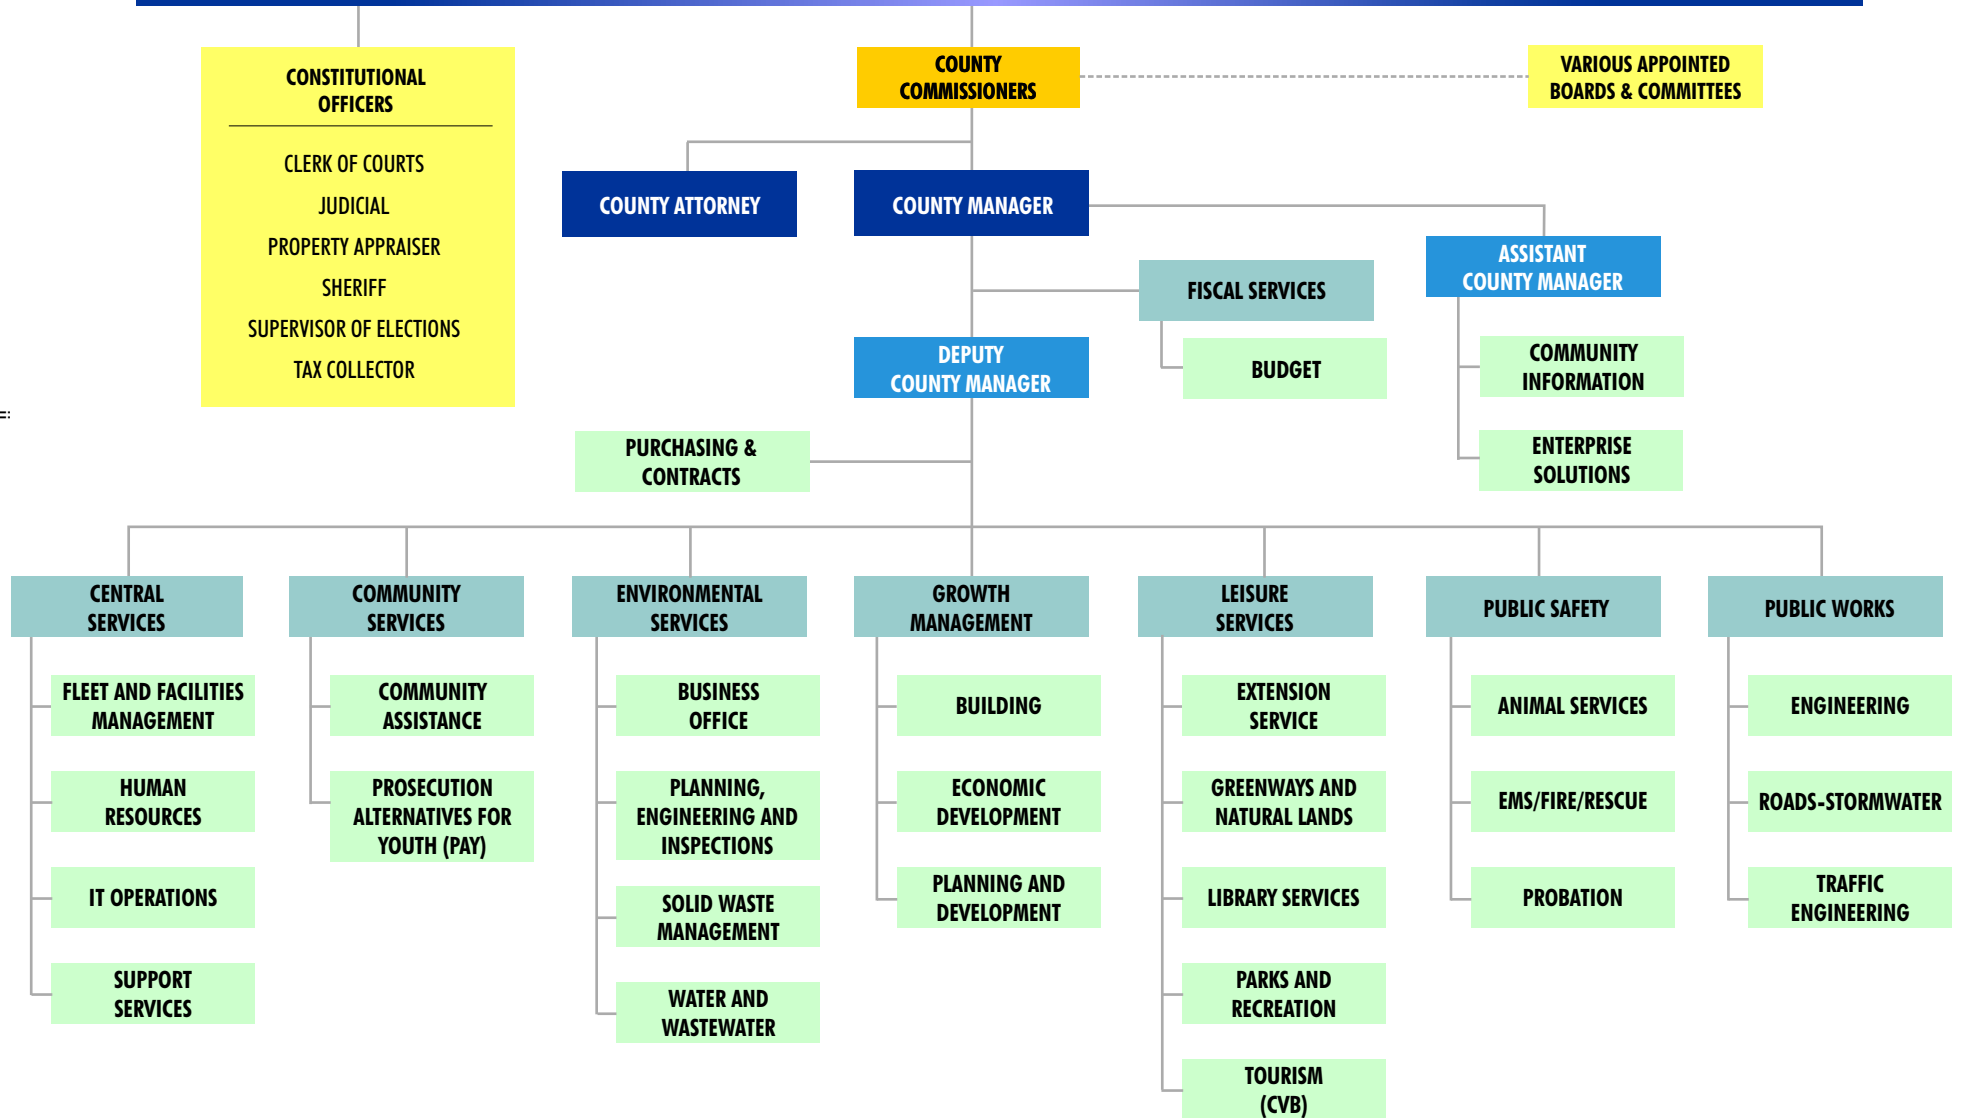 CONSTITUTIONAL
OFFICERS
CLERK OF COURTS
JUDICIAL
PROPERTY APPRAISER
SHERIFF
SUPERVISOR OF ELECTIONS
TAX COLLECTOR
COUNTY
COMMISSIONERS
VARIOUS APPOINTED
BOARDS & COMMITTEES
COUNTY ATTORNEY
COUNTY MANAGER
ASSISTANT
COUNTY MANAGER
FISCAL SERVICES
BUDGET
COMMUNITY
INFORMATION
ENTERPRISE
SOLUTIONS
DEPUTY
COUNTY MANAGER
PURCHASING &
CONTRACTS
CENTRAL
SERVICES
FLEET AND FACILITIES
MANAGEMENT
HUMAN
RESOURCES
IT OPERATIONS
SUPPORT
SERVICES
COMMUNITY
SERVICES
COMMUNITY
ASSISTANCE
PROSECUTION
ALTERNATIVES FOR
YOUTH (PAY)
ENVIRONMENTAL
SERVICES
BUSINESS
OFFICE
PLANNING,
ENGINEERING AND
INSPECTIONS
SOLID WASTE
MANAGEMENT
WATER AND
WASTEWATER
GROWTH
MANAGEMENT
BUILDING
ECONOMIC
DEVELOPMENT
PLANNING AND
DEVELOPMENT
LEISURE
SERVICES
EXTENSION
SERVICE
GREENWAYS AND
NATURAL LANDS
LIBRARY SERVICES
PARKS AND
RECREATION
TOURISM
(CVB)
PUBLIC SAFETY
ANIMAL SERVICES
EMS/FIRE/RESCUE
PROBATION
PUBLIC WORKS
ENGINEERING
ROADS-STORMWATER
TRAFFIC
ENGINEERING